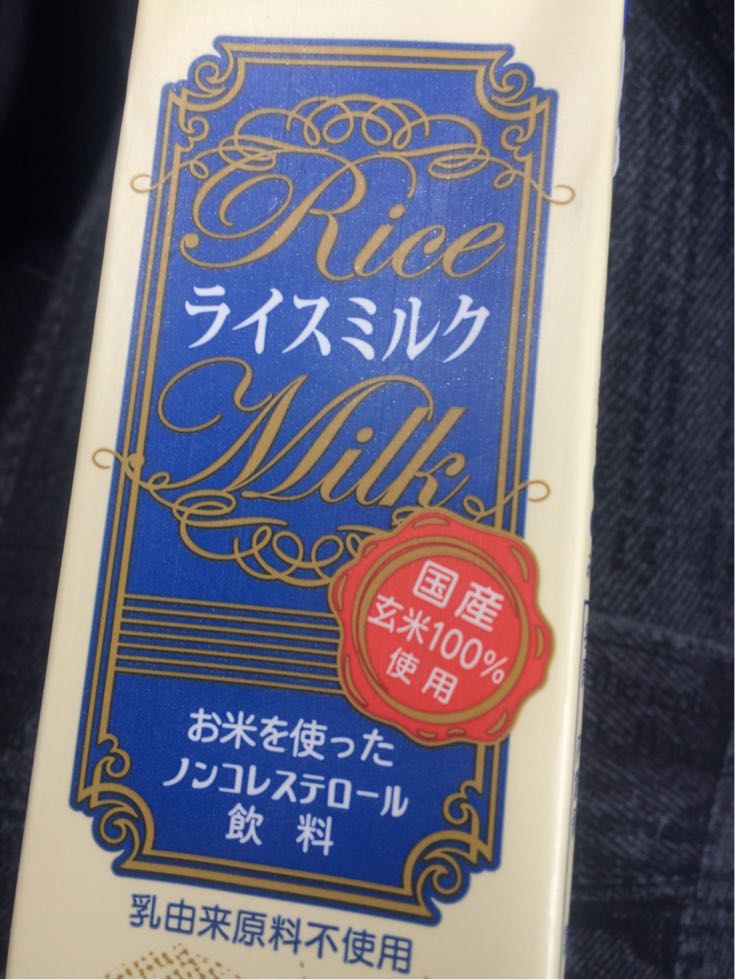 Rice
ライスミルク
Milk
国産
玄米100%
使用
お米を使った
ノンコレステロール
飲料
乳由来原料不使用